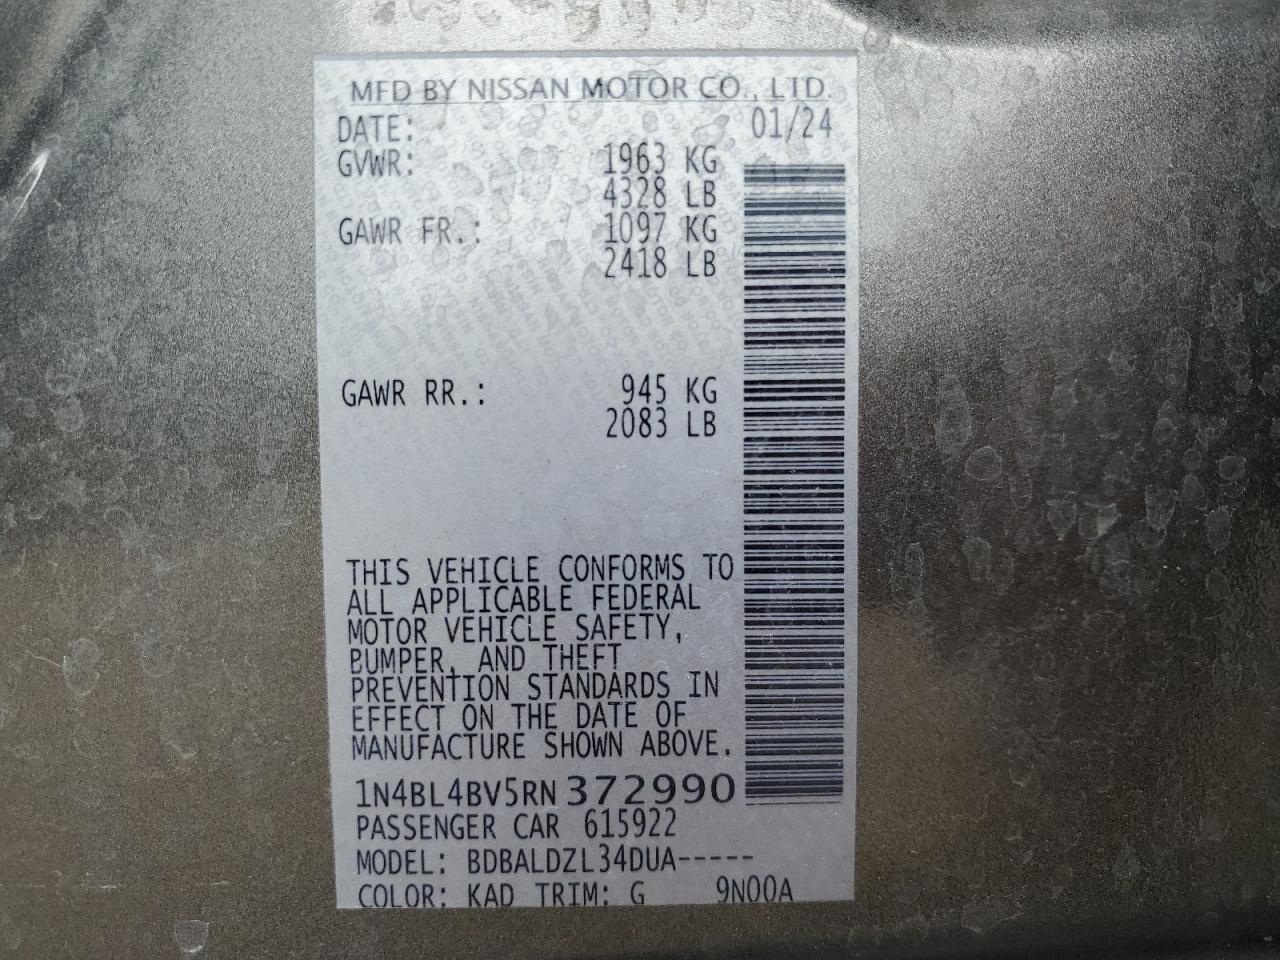 MFD BY NISSAN MOTOR CO., LTD.
DATE: 01/24
GVWR: 1963 KG
4328 LB
GAWR FR.: 1097 KG
2418 LB
GAWR RR.: 945 KG
2083 LB
THIS VEHICLE CONFORMS TO
ALL APPLICABLE FEDERAL
MOTOR VEHICLE SAFETY,
BUMPER, AND THEFT
PREVENTION STANDARDS IN
EFFECT ON THE DATE OF
MANUFACTURE SHOWN ABOVE.
1N4BL4BV5RN372990
PASSENGER CAR 615922
MODEL: BDBALDZL34DUA-----
COLOR: KAD TRIM: G 9N00A